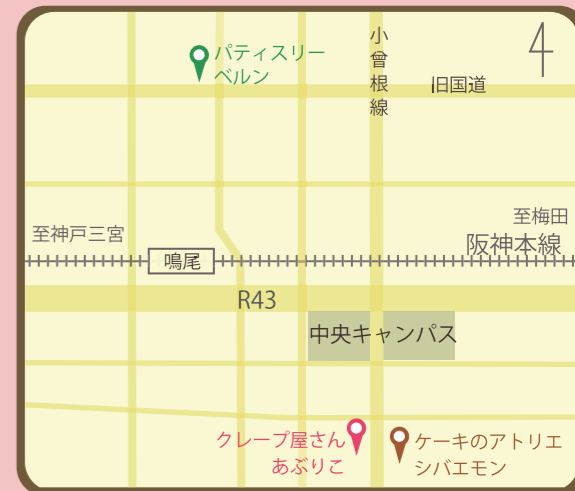 パティスリー
ベルン
小曾根線
旧国道
至神戸三宮
至梅田
阪神本線
鳴尾
R43
中央キャンパス
クレープ屋さん
あぶりこ
ケーキのアトリエ
シバエモン